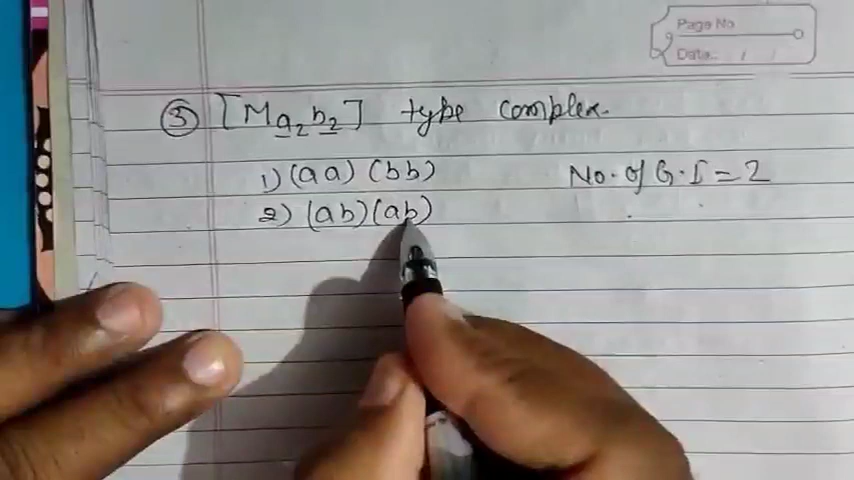 Page No
Date.. / /
③ [Ma₂b₂] type complex.
1) (aa) (bb) No. of G.I = 2
2) (ab)(ab)